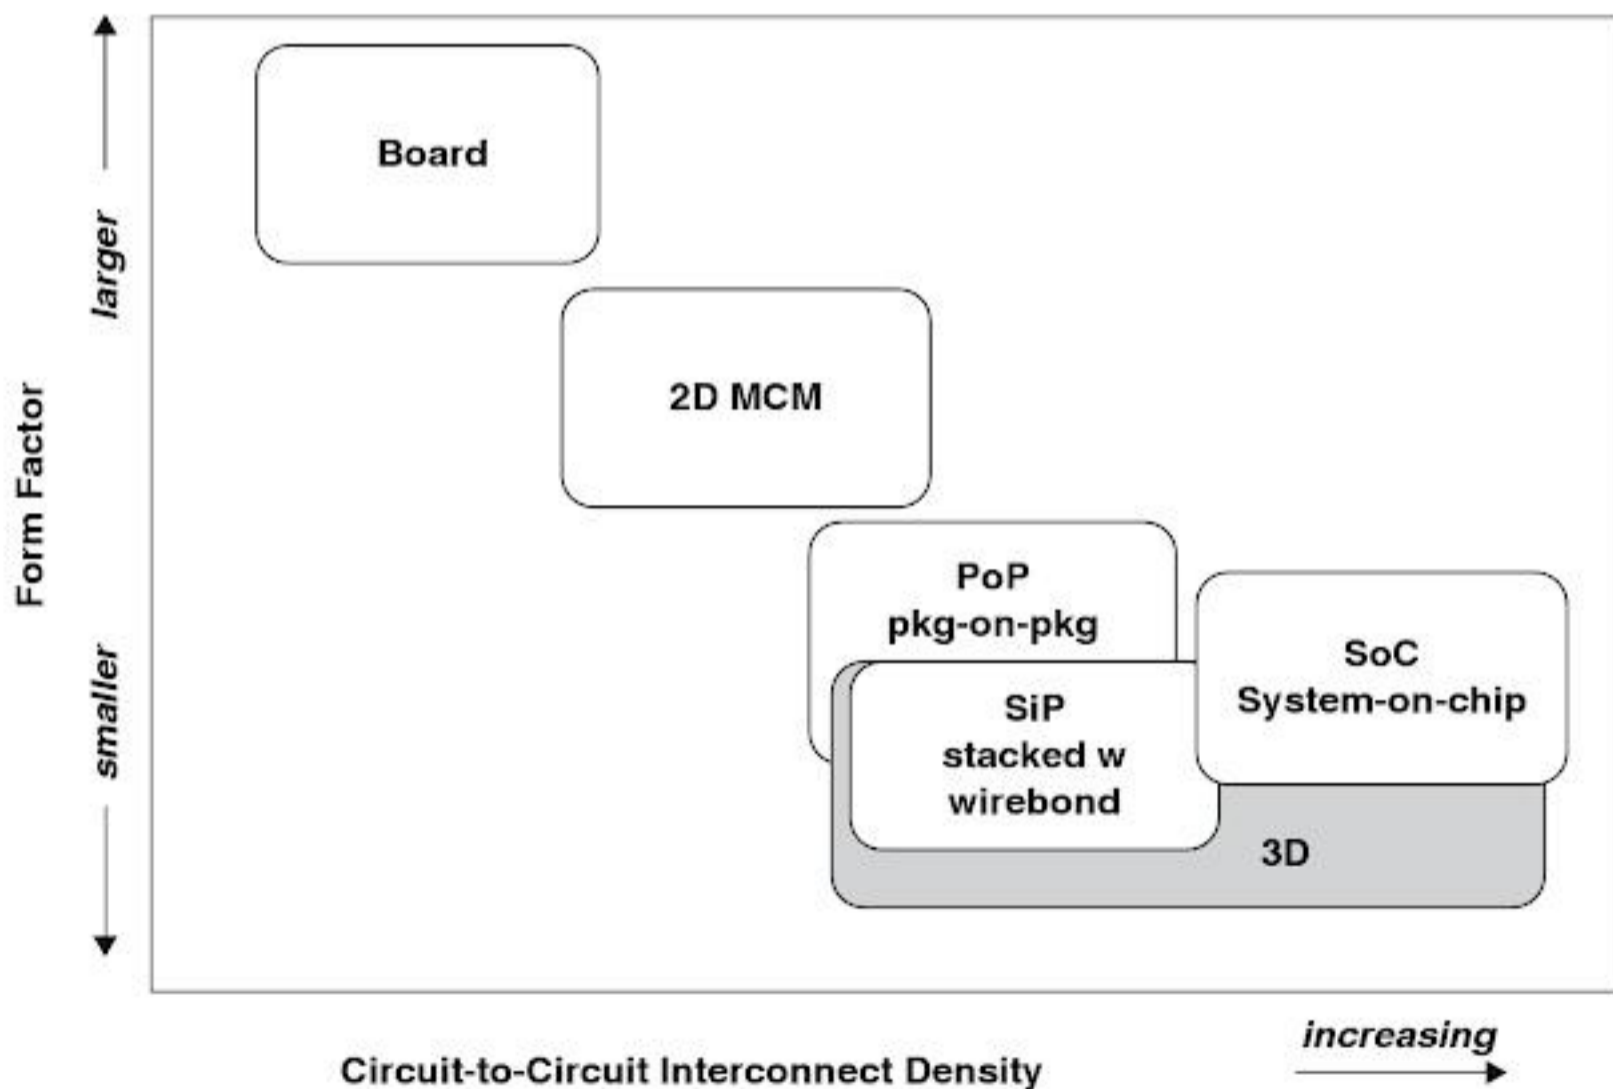 larger
Form Factor
smaller
Board
2D MCM
PoP
pkg-on-pkg
SiP
stacked w
wirebond
SoC
System-on-chip
3D
Circuit-to-Circuit Interconnect Density
increasing